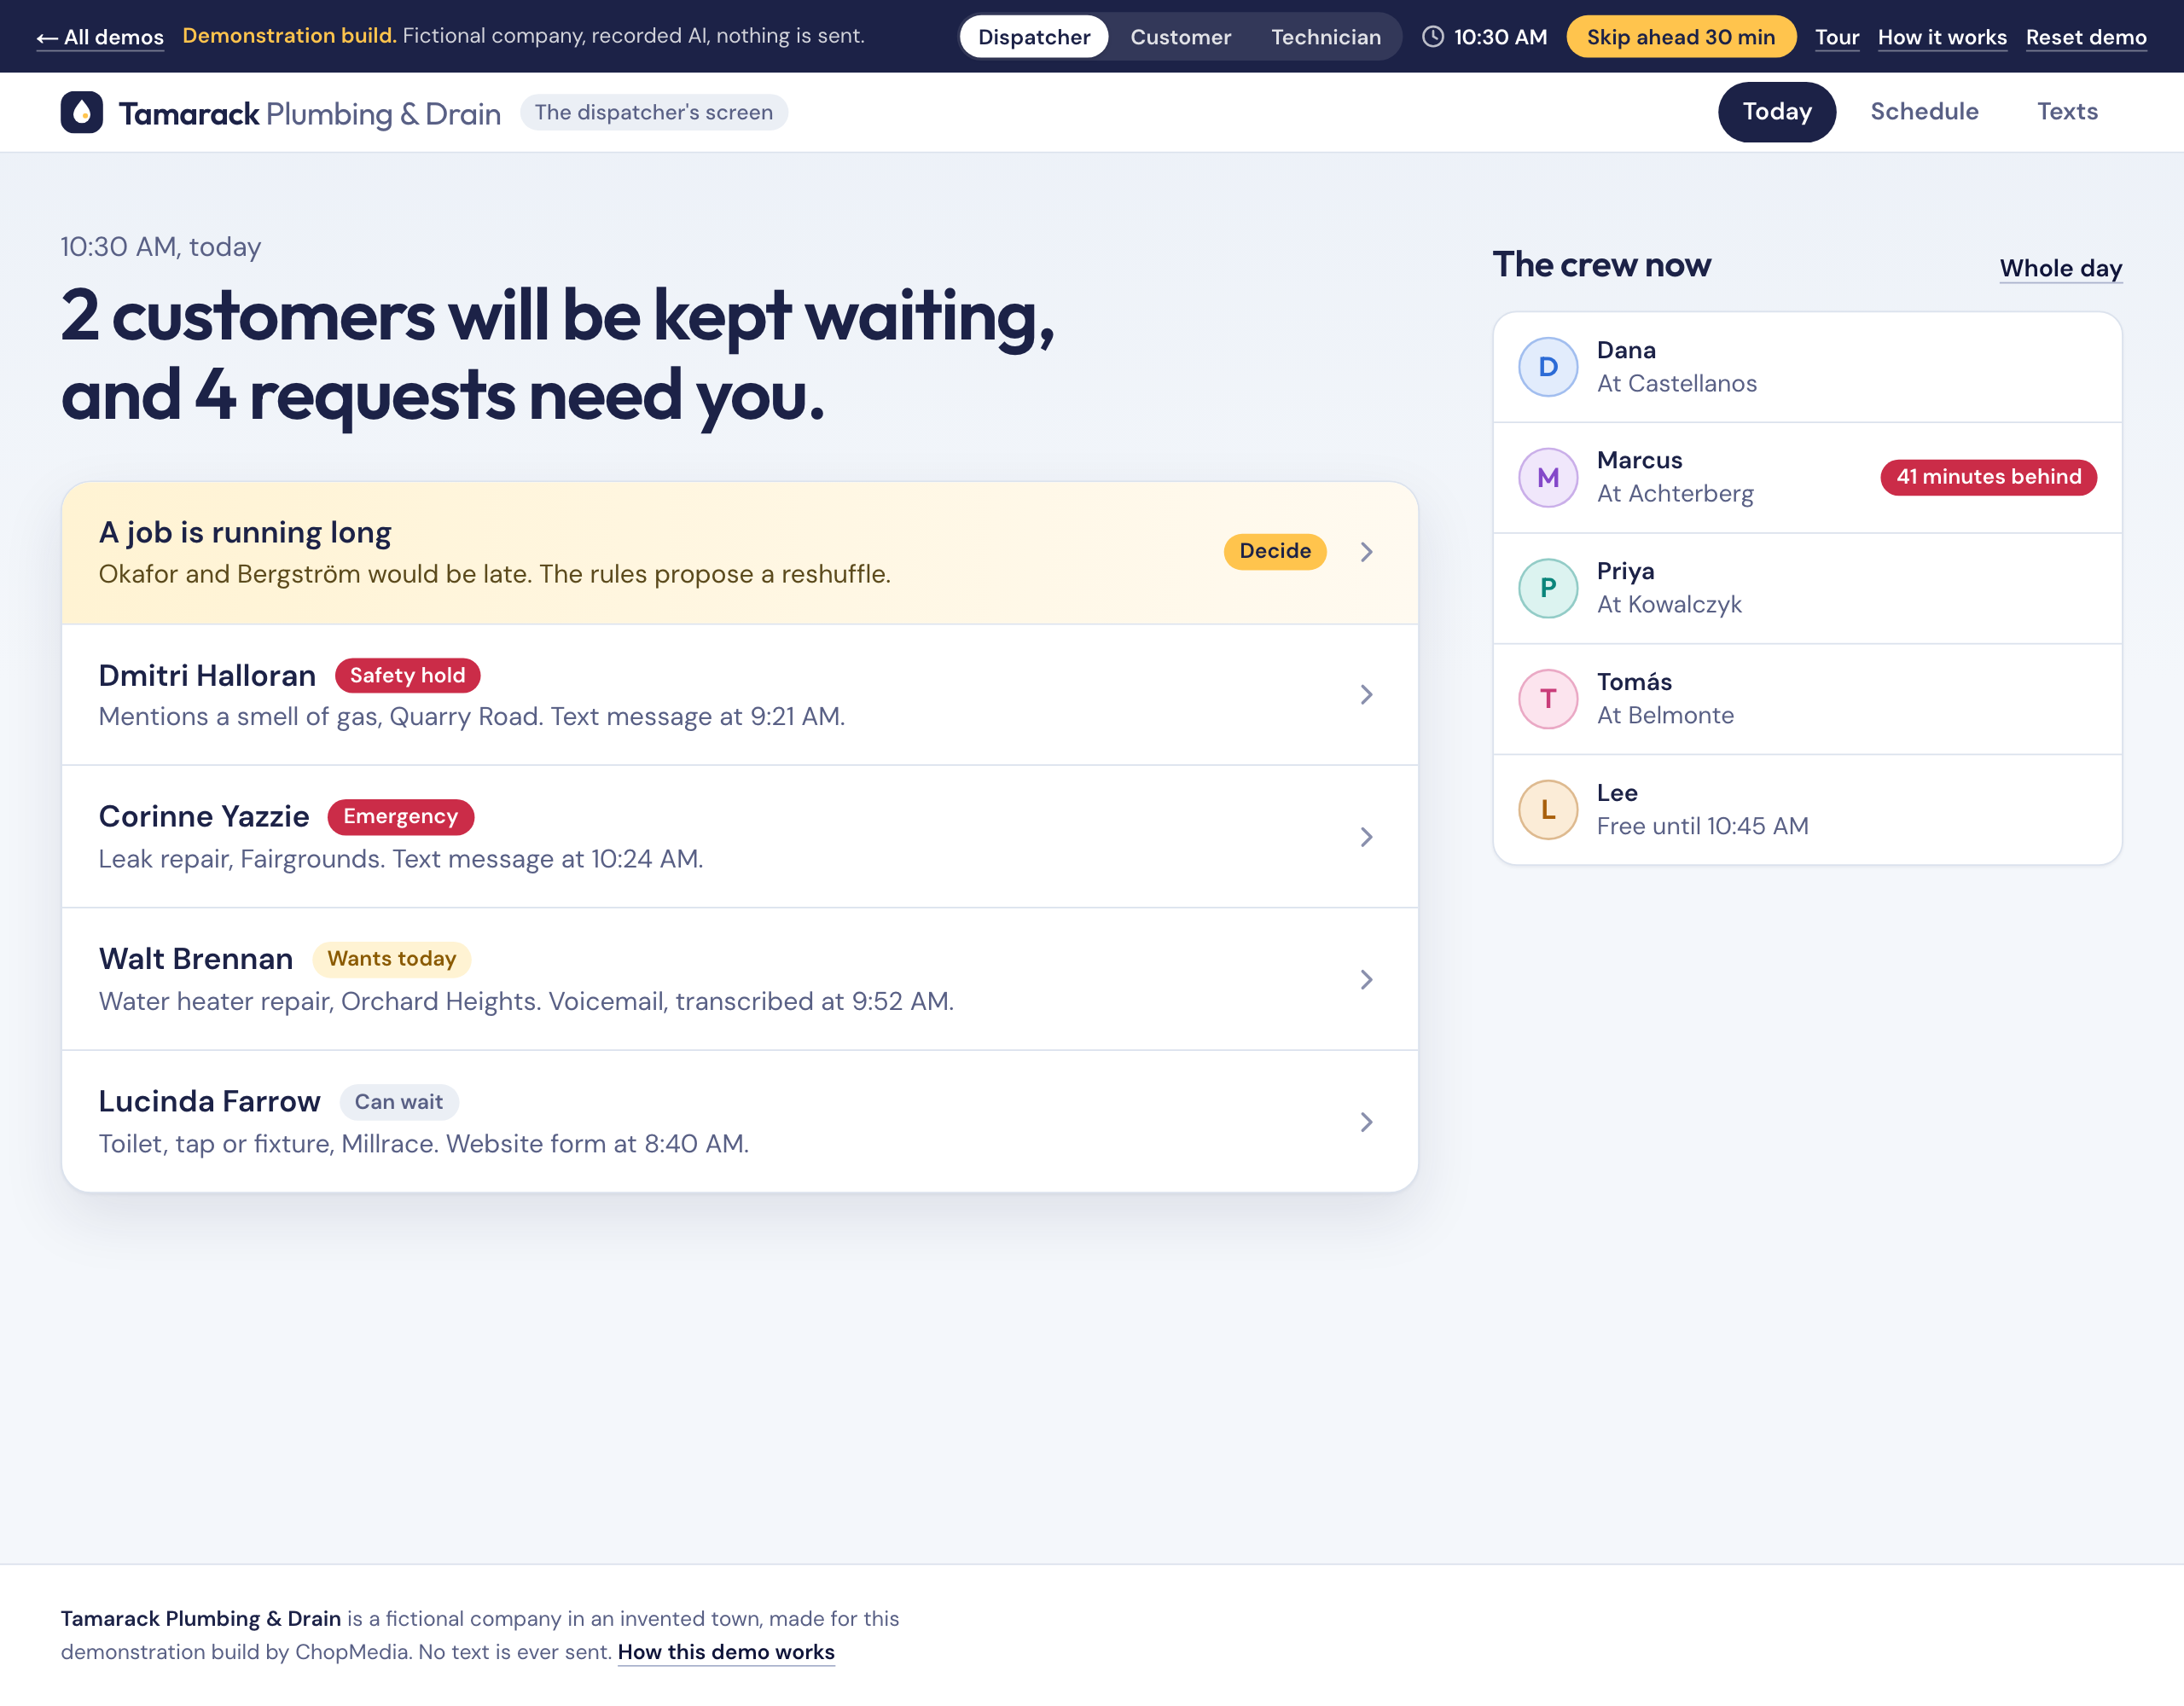 ← All demos Demonstration build. Fictional company, recorded AI, nothing is sent. Dispatcher Customer Technician 10:30 AM Skip ahead 30 min Tour How it works Reset demo
Tamarack Plumbing & Drain The dispatcher's screen Today Schedule Texts
10:30 AM, today
2 customers will be kept waiting,
and 4 requests need you.
A job is running long
Okafor and Bergström would be late. The rules propose a reshuffle.
Decide
Dmitri Halloran Safety hold
Mentions a smell of gas, Quarry Road. Text message at 9:21 AM.
Corinne Yazzie Emergency
Leak repair, Fairgrounds. Text message at 10:24 AM.
Walt Brennan Wants today
Water heater repair, Orchard Heights. Voicemail, transcribed at 9:52 AM.
Lucinda Farrow Can wait
Toilet, tap or fixture, Millrace. Website form at 8:40 AM.
The crew now Whole day
D
Dana
At Castellanos
M
Marcus
At Achterberg
41 minutes behind
P
Priya
At Kowalczyk
T
Tomás
At Belmonte
L
Lee
Free until 10:45 AM
Tamarack Plumbing & Drain is a fictional company in an invented town, made for this
demonstration build by ChopMedia. No text is ever sent. How this demo works